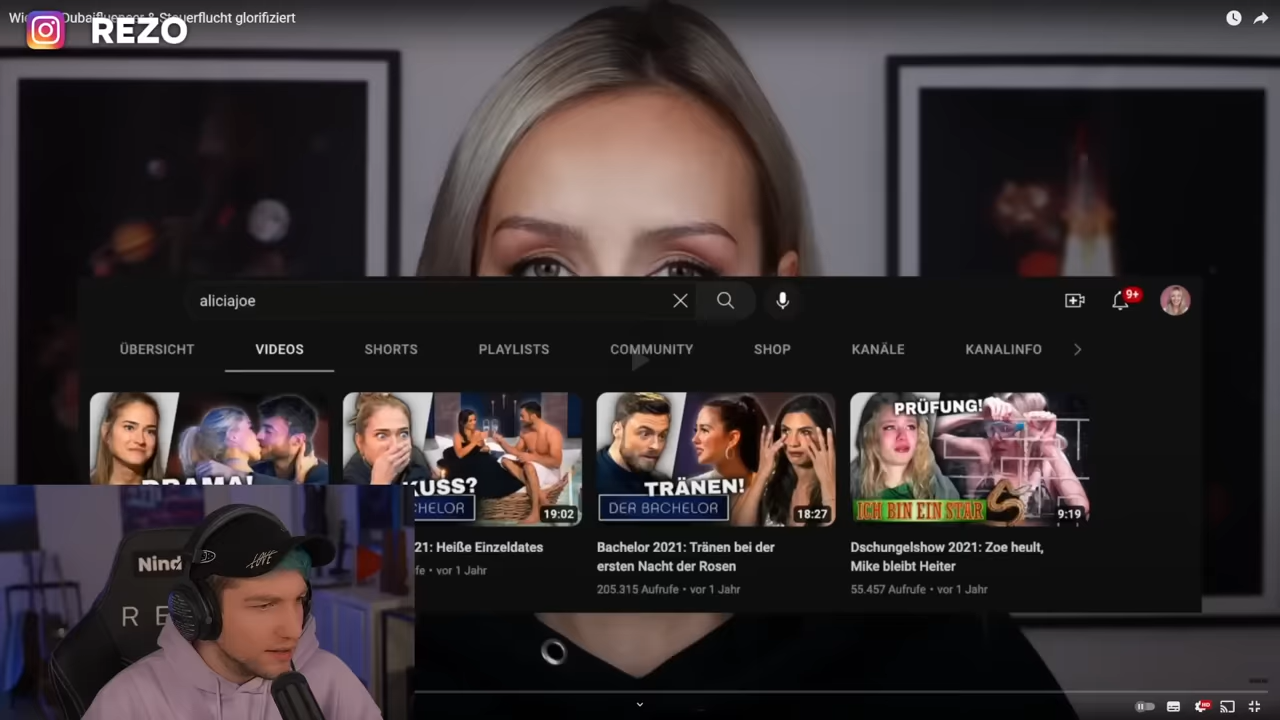 Dubaifluencer & Steuerflucht glorifiziert
REZO
aliciajoe
9+
ÜBERSICHT
VIDEOS
SHORTS
PLAYLISTS
COMMUNITY
SHOP
KANÄLE
KANALINFO
DRAMA!
KUSS?
CHELOR
19:02
TRÄNEN!
DER BACHELOR
18:27
PRÜFUNG!
ICH BIN EIN STAR
9:19
21: Heiße Einzeldates
fe • vor 1 Jahr
Bachelor 2021: Tränen bei der
ersten Nacht der Rosen
205.315 Aufrufe • vor 1 Jahr
Dschungelshow 2021: Zoe heult,
Mike bleibt Heiter
55.457 Aufrufe • vor 1 Jahr
Nind
LOVE
R E
HD